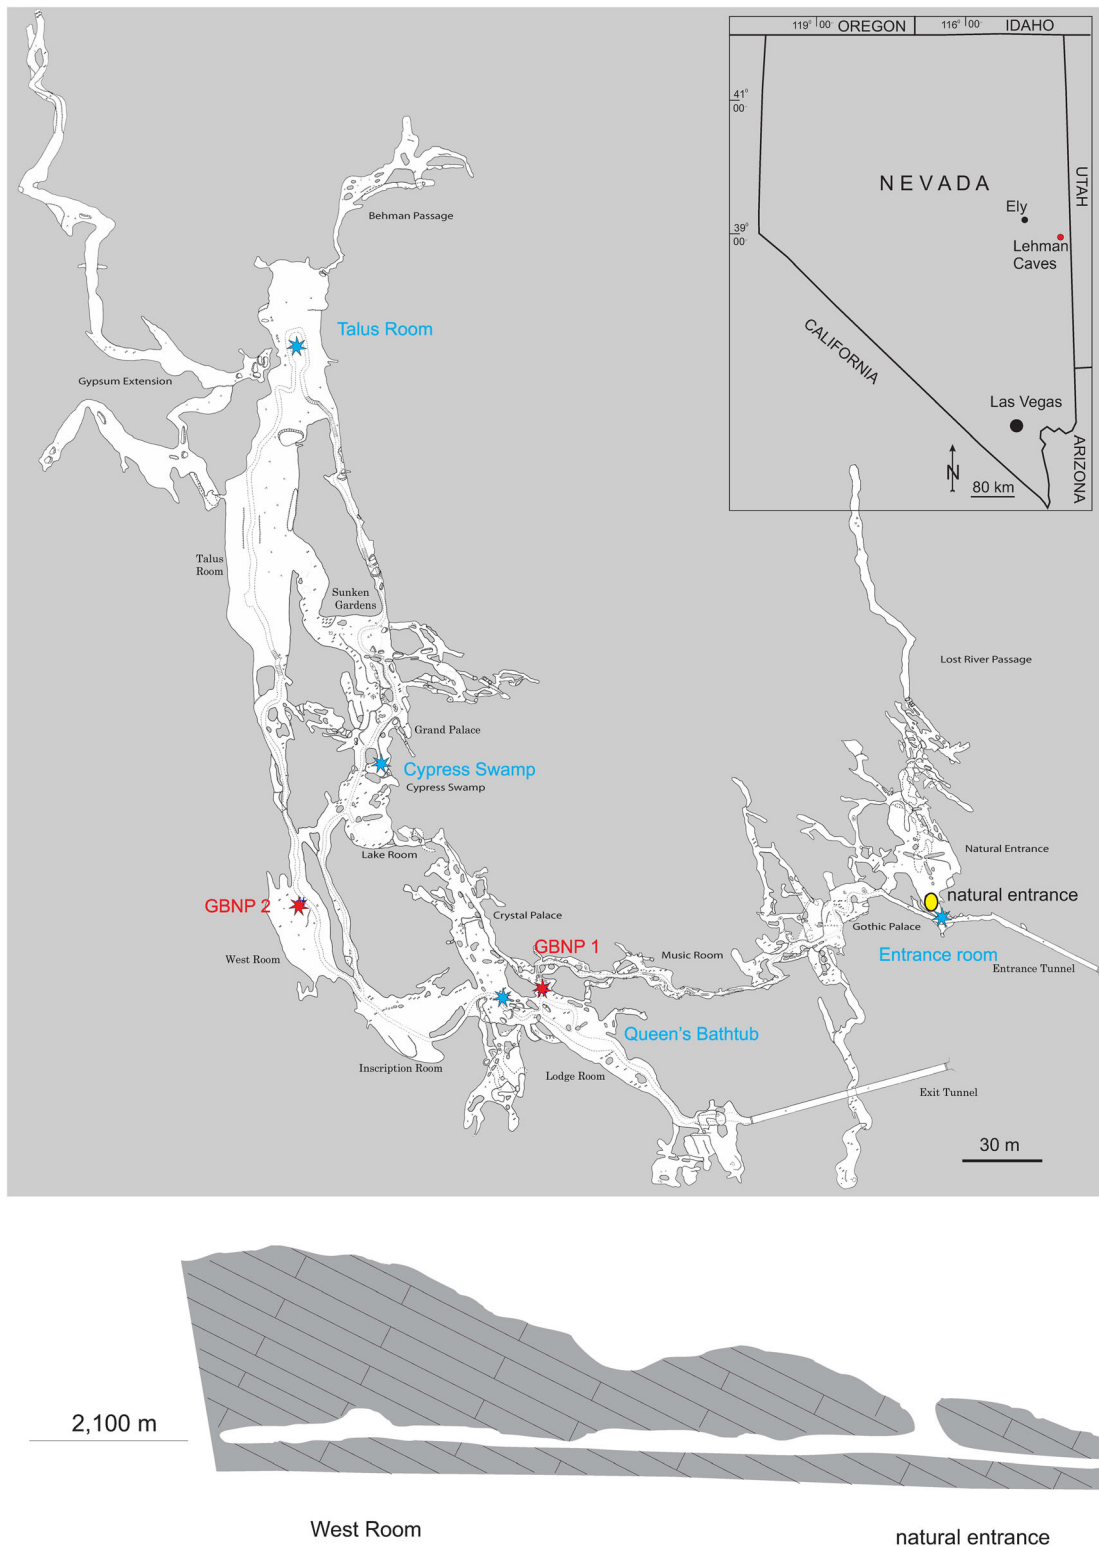 119° 00'
OREGON
116° 00'
IDAHO
41°
00'
UTAH
NEVADA
Ely
39°
00'
Lehman
Caves
CALIFORNIA
Las Vegas
N
80 km
ARIZONA
Behman Passage
Talus Room
Gypsum Extension
Talus
Room
Sunken
Gardens
Lost River Passage
Grand Palace
Cypress Swamp
Cypress Swamp
Lake Room
Natural Entrance
natural entrance
GBNP 2
Crystal Palace
Gothic Palace
GBNP 1
Music Room
Entrance room
West Room
Entrance Tunnel
Queen's Bathtub
Inscription Room
Lodge Room
Exit Tunnel
30 m
2,100 m
West Room
natural entrance